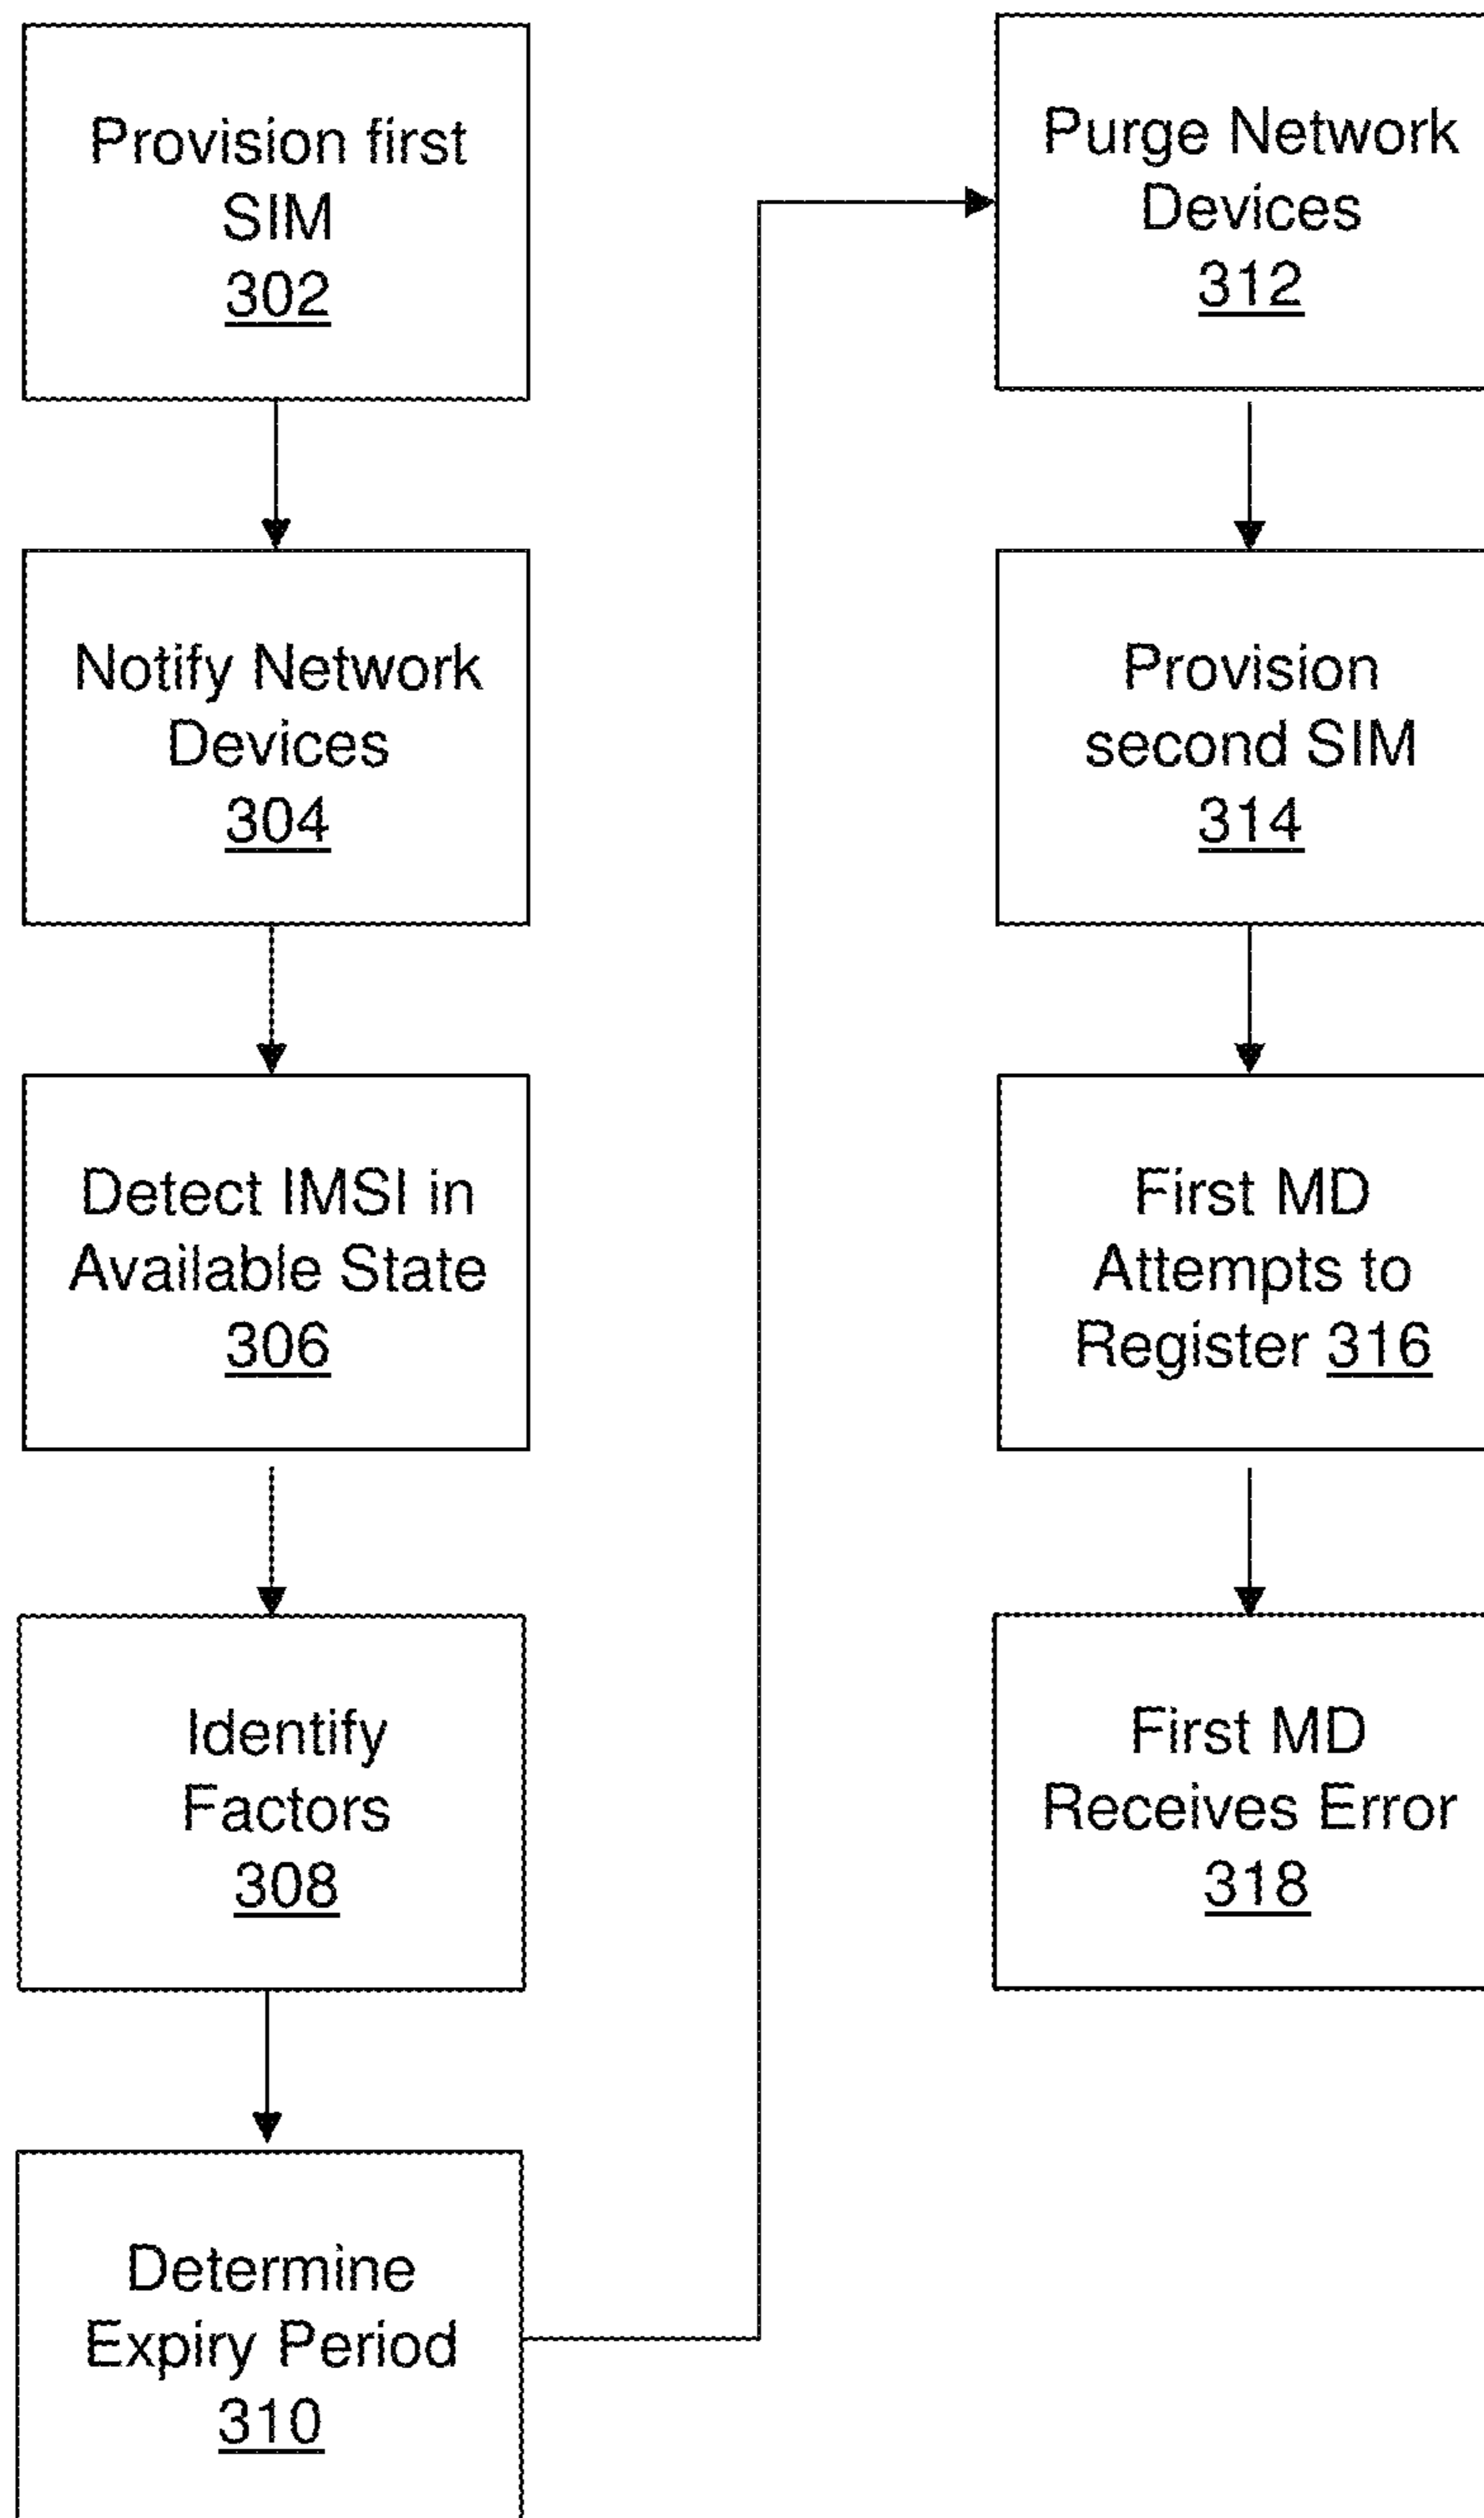 Provision first
SIM
302
Notify Network
Devices
304
Detect IMSI in
Available State
306
Identify
Factors
308
Determine
Expiry Period
310
Purge Network
Devices
312
Provision
second SIM
314
First MD
Attempts to
Register 316
First MD
Receives Error
318